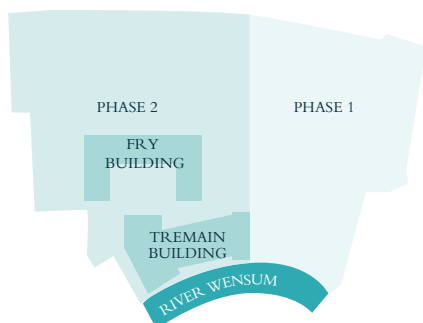 PHASE 2
PHASE 1
FRY
BUILDING
TREMAIN
BUILDING
RIVER WENSUM